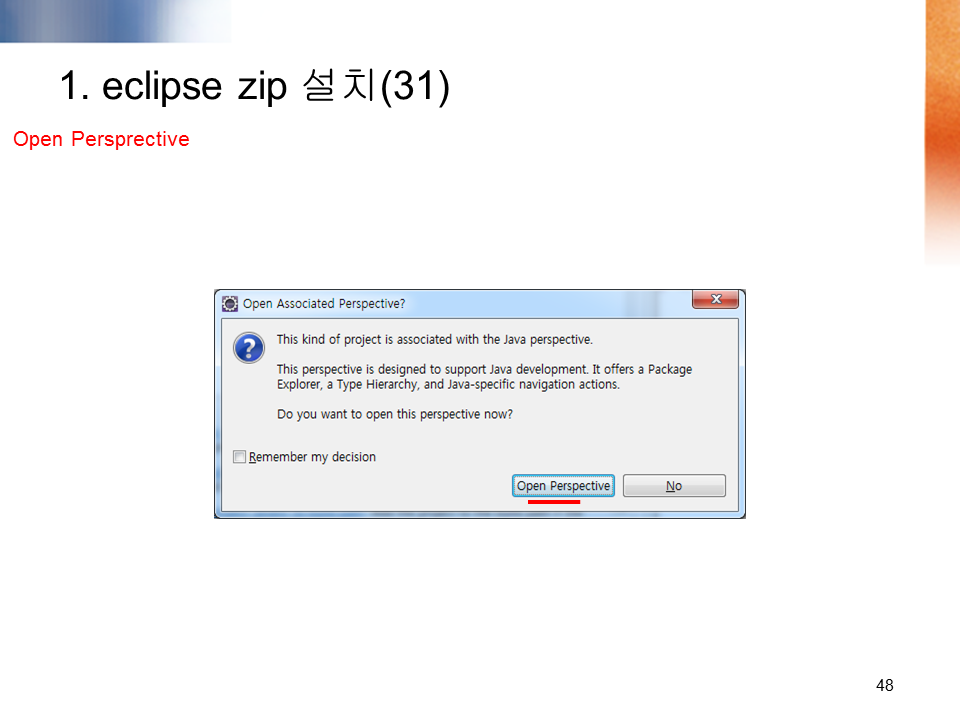 1. eclipse zip 설치(31)
Open Persprective
Open Associated Perspective?
This kind of project is associated with the Java perspective.
This perspective is designed to support Java development. It offers a Package
Explorer, a Type Hierarchy, and Java-specific navigation actions.
Do you want to open this perspective now?
Remember my decision
Open Perspective
No
48